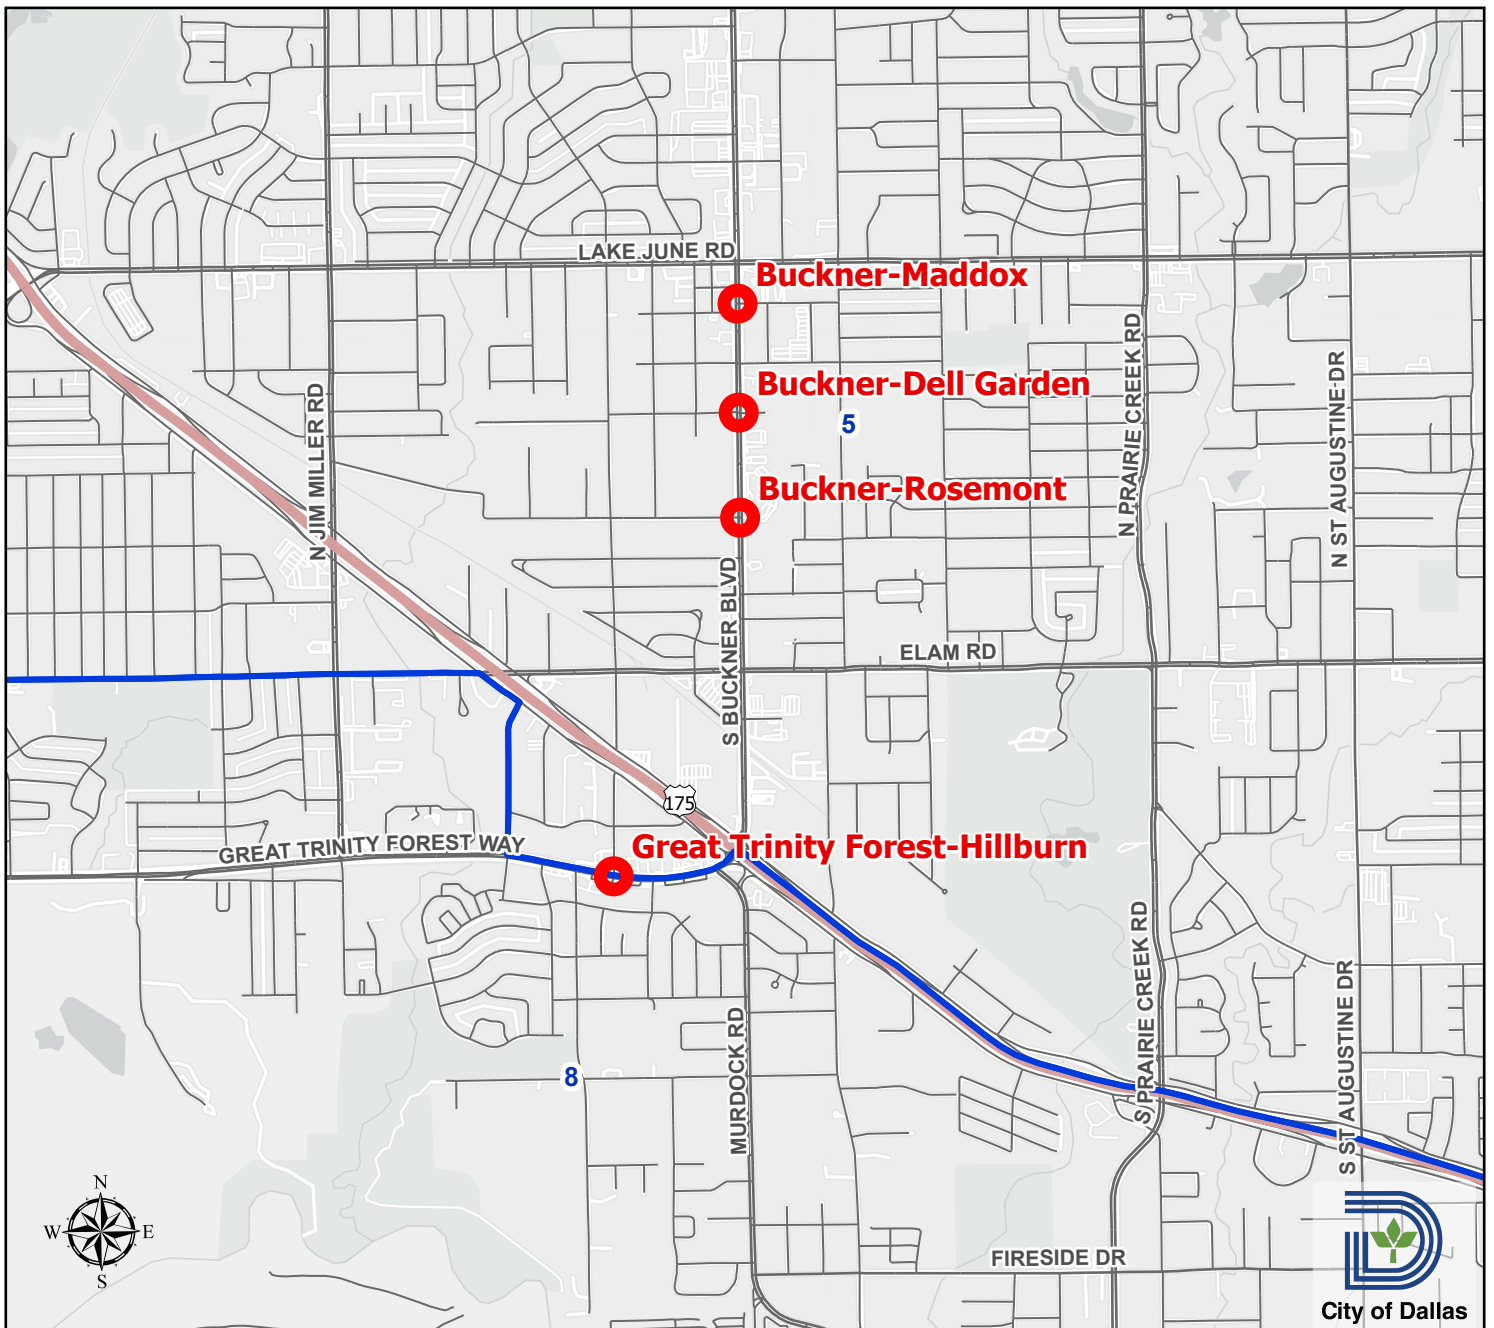 LAKE JUNE RD
Buckner-Maddox
N JIM MILLER RD
N PRAIRIE CREEK RD
N ST AUGUSTINE DR
Buckner-Dell Garden
5
Buckner-Rosemont
S BUCKNER BLVD
ELAM RD
175
GREAT TRINITY FOREST WAY
Great Trinity Forest-Hillburn
S PRAIRIE CREEK RD
S ST AUGUSTINE DR
MURDOCK RD
8
N
W
E
S
FIRESIDE DR
City of Dallas